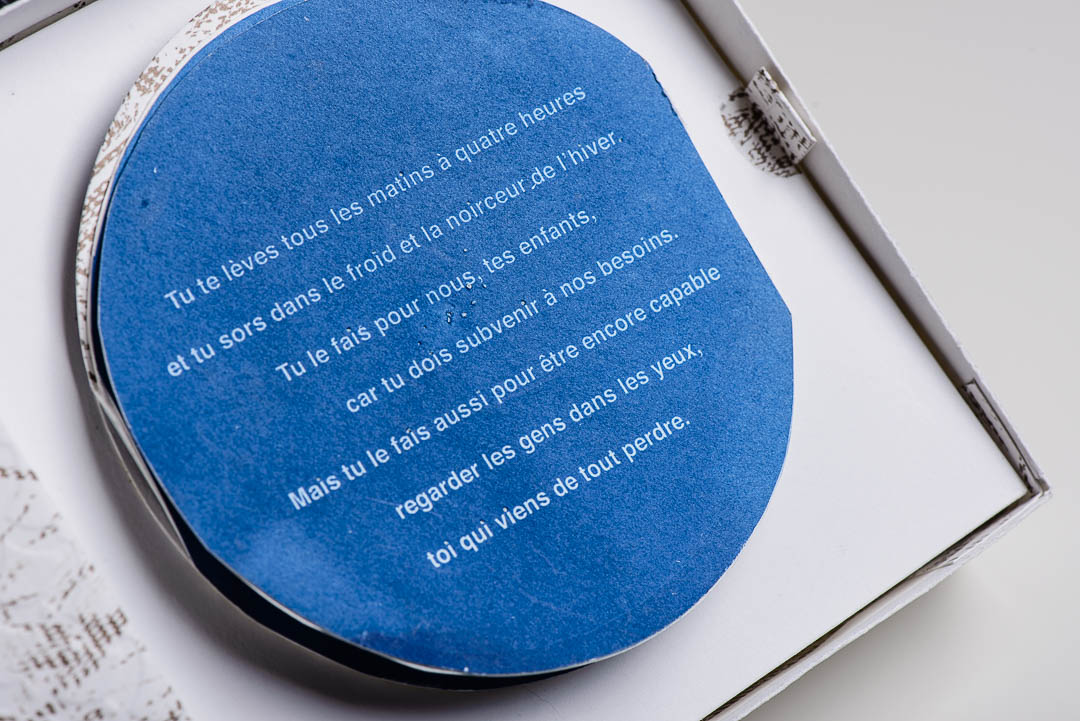 Tu te lèves tous les matins à quatre heures
et tu sors dans le froid et la noirceur de l'hiver.
Tu le fais pour nous, tes enfants,
car tu dois subvenir à nos besoins.
Mais tu le fais aussi pour être encore capable
regarder les gens dans les yeux,
toi qui viens de tout perdre.